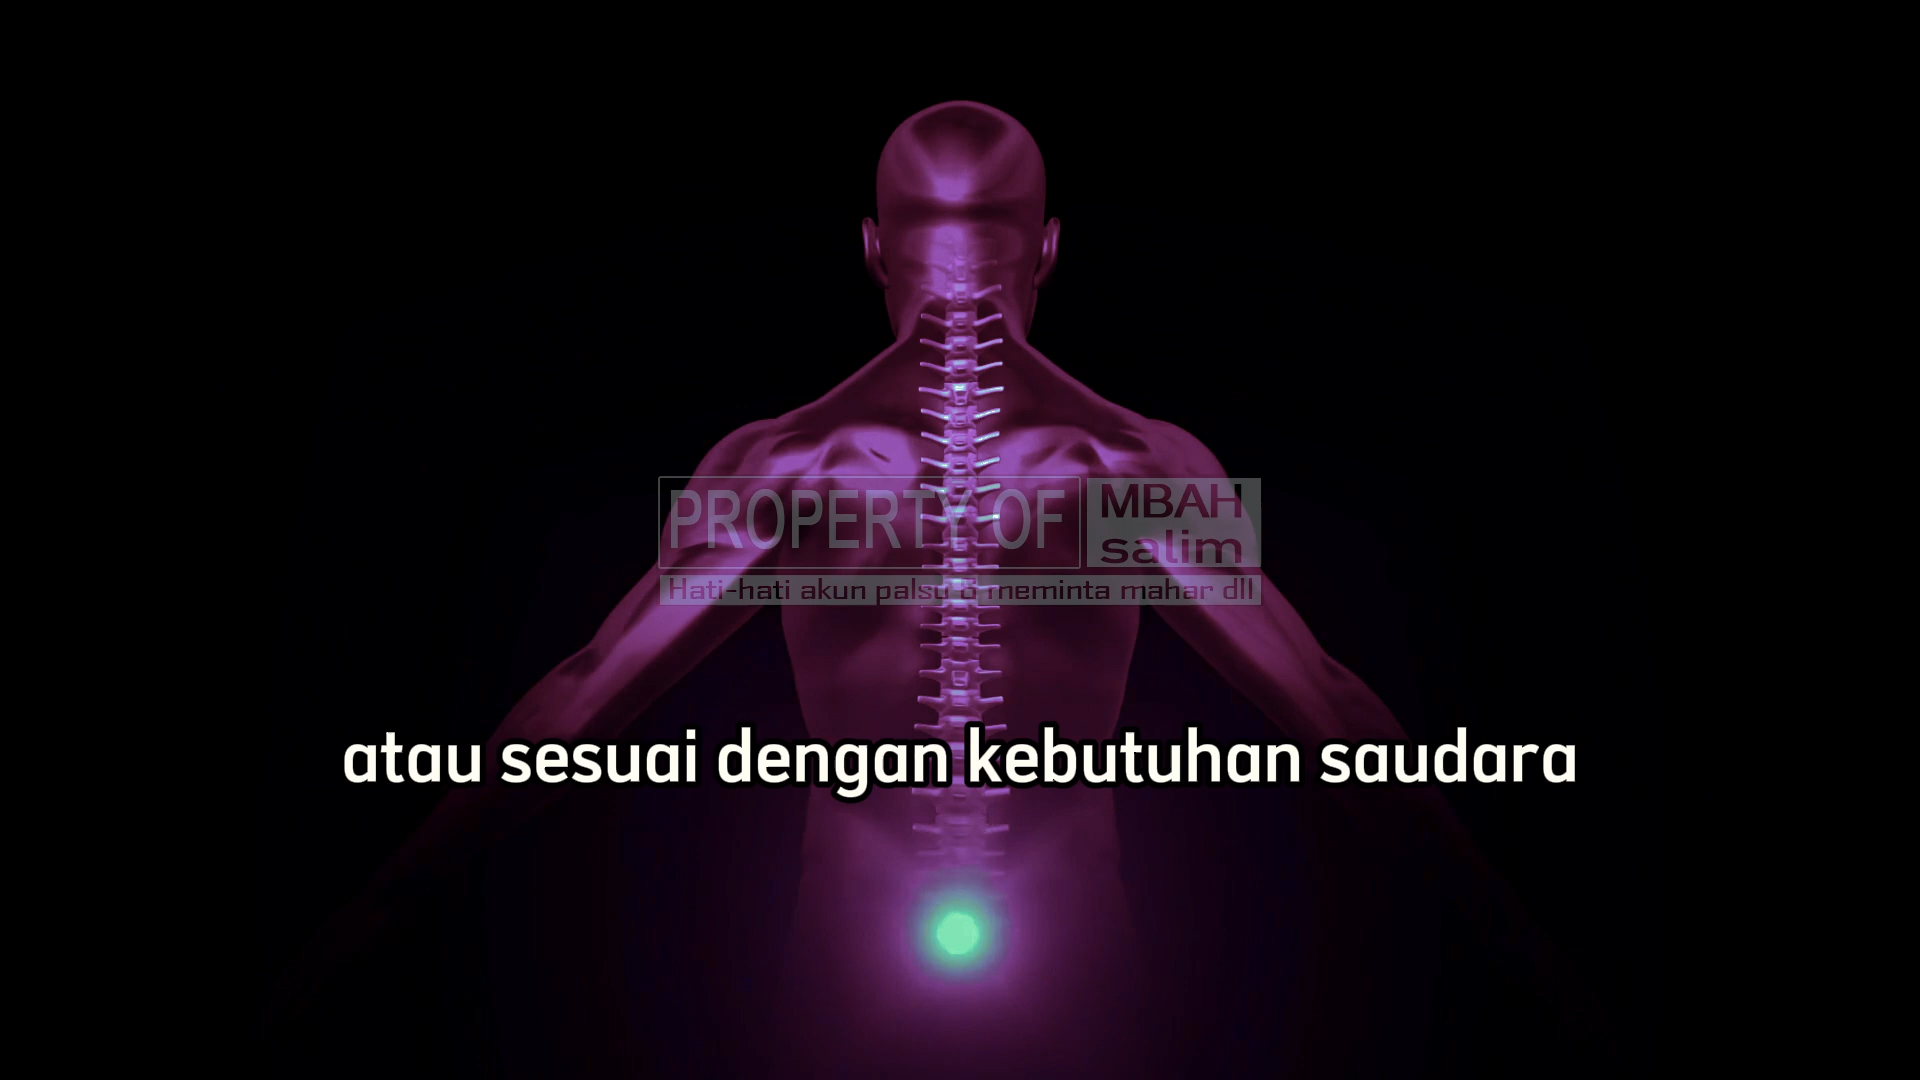 PROPERTY OF MBAH salim
Hati-hati akun palsu & meminta mahar dll
atau sesuai dengan kebutuhan saudara